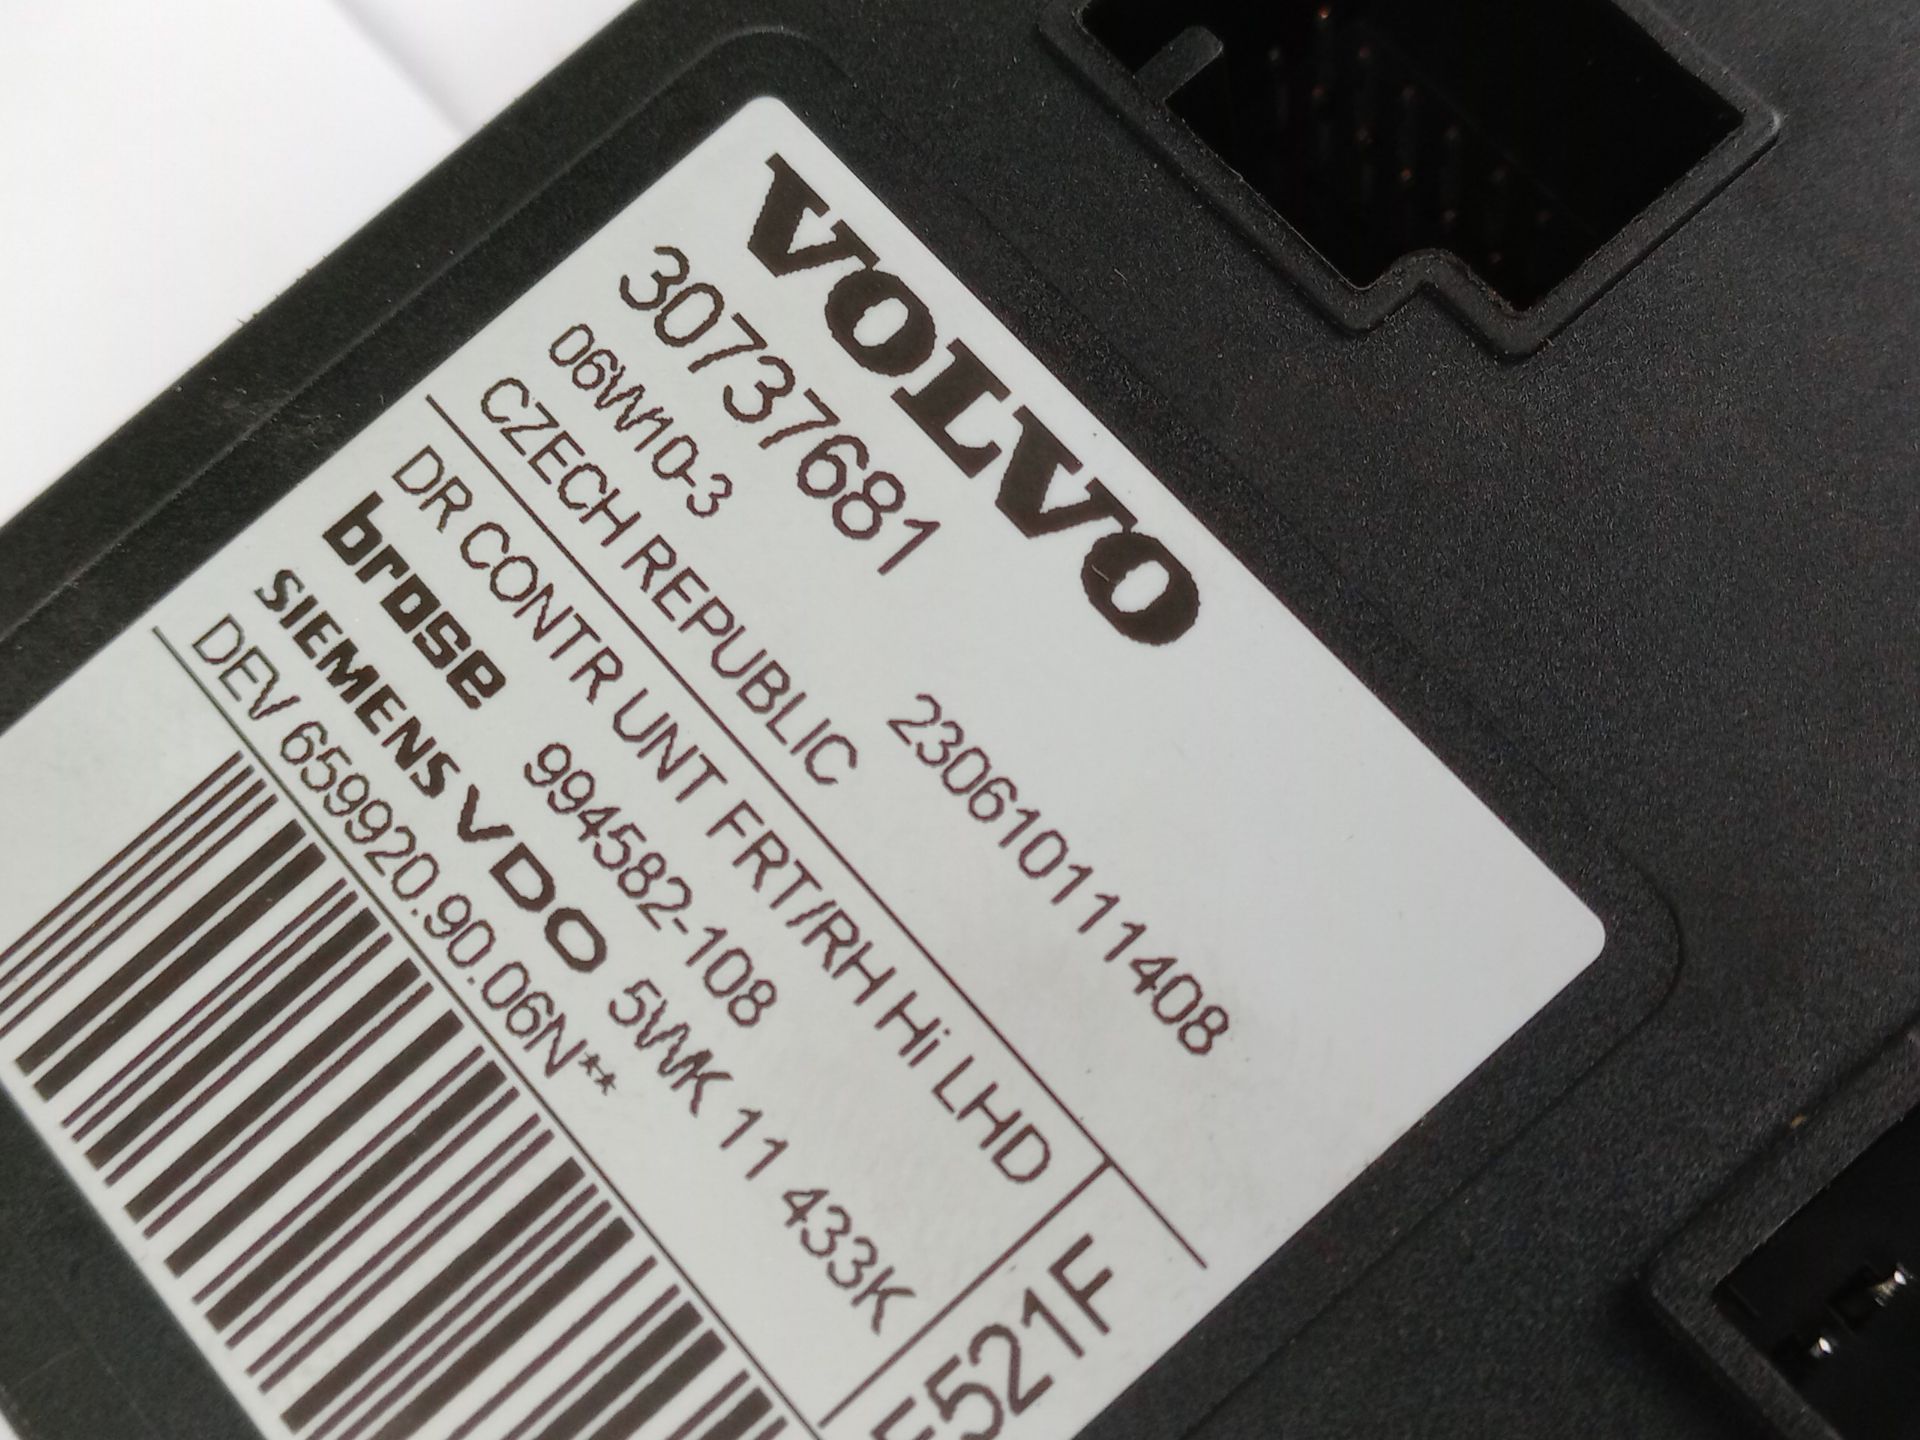 VOLVO
30737681
06W10-3
CZECH REPUBLIC 230610111408
DR CONTR UNT FRT/RH Hi LHD
brose 994582-108
SIEMENS VDO 5WK 11 433K
DEV 659920.90.06N**
521F